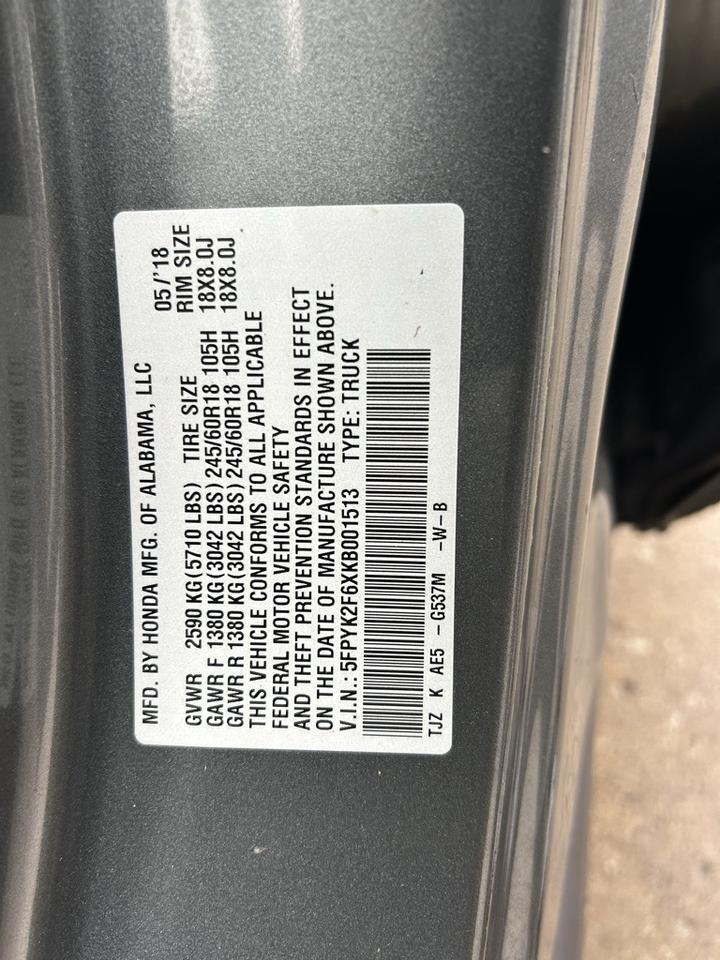 MFD. BY HONDA MFG. OF ALABAMA, LLC 05/'18
GVWR 2590 KG(5710 LBS) TIRE SIZE RIM SIZE
GAWR F 1380 KG(3042 LBS)245/60R18 105H 18X8.0J
GAWR R 1380 KG(3042 LBS)245/60R18 105H 18X8.0J
THIS VEHICLE CONFORMS TO ALL APPLICABLE
FEDERAL MOTOR VEHICLE SAFETY
AND THEFT PREVENTION STANDARDS IN EFFECT
ON THE DATE OF MANUFACTURE SHOWN ABOVE.
V.I.N.: 5FPYK2F6XKB001513 TYPE: TRUCK
TJZ K AE5 -G537M -W-B